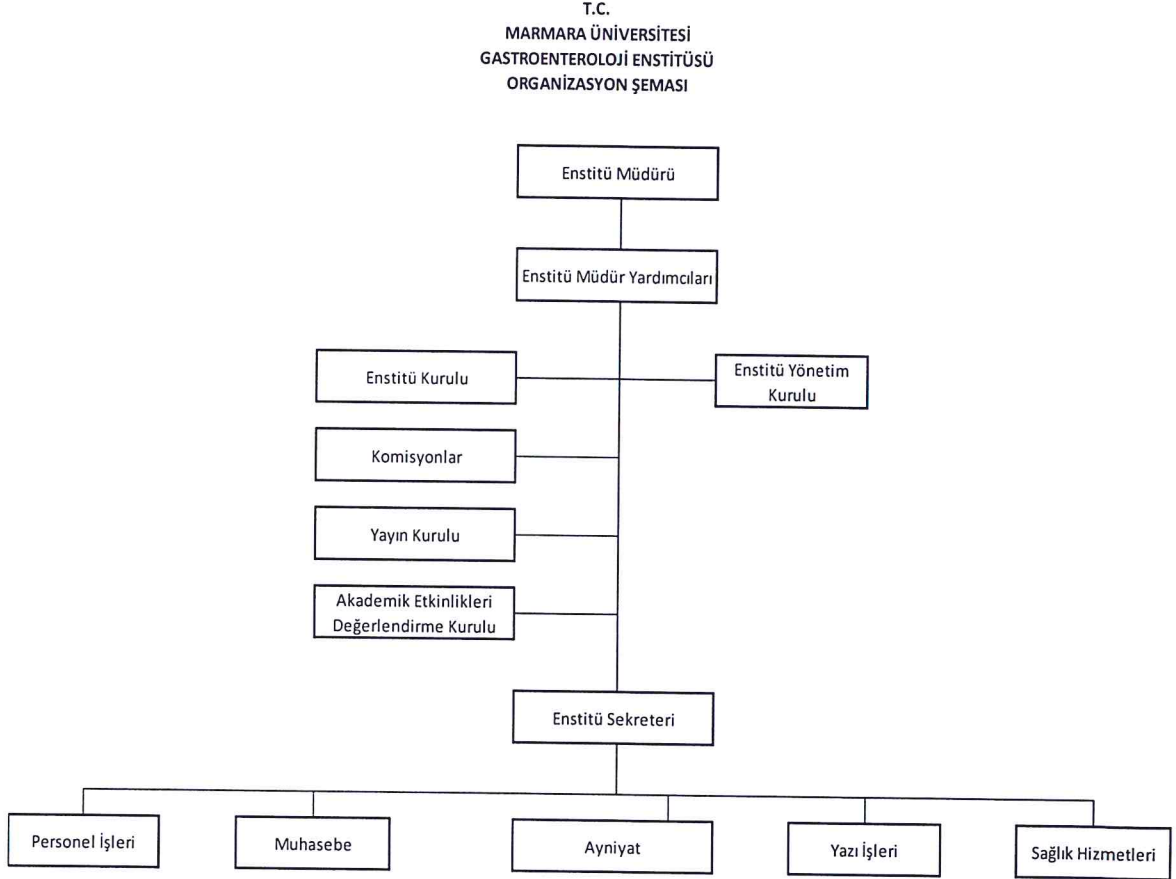 T.C.
MARMARA ÜNİVERSİTESİ
GASTROENTEROLOJİ ENSTİTÜSÜ
ORGANİZASYON ŞEMASI
Enstitü Müdürü
Enstitü Müdür Yardımcıları
Enstitü Kurulu
Enstitü Yönetim
Kurulu
Komisyonlar
Yayın Kurulu
Akademik Etkinlikleri
Değerlendirme Kurulu
Enstitü Sekreteri
Personel İşleri
Muhasebe
Ayniyat
Yazı İşleri
Sağlık Hizmetleri